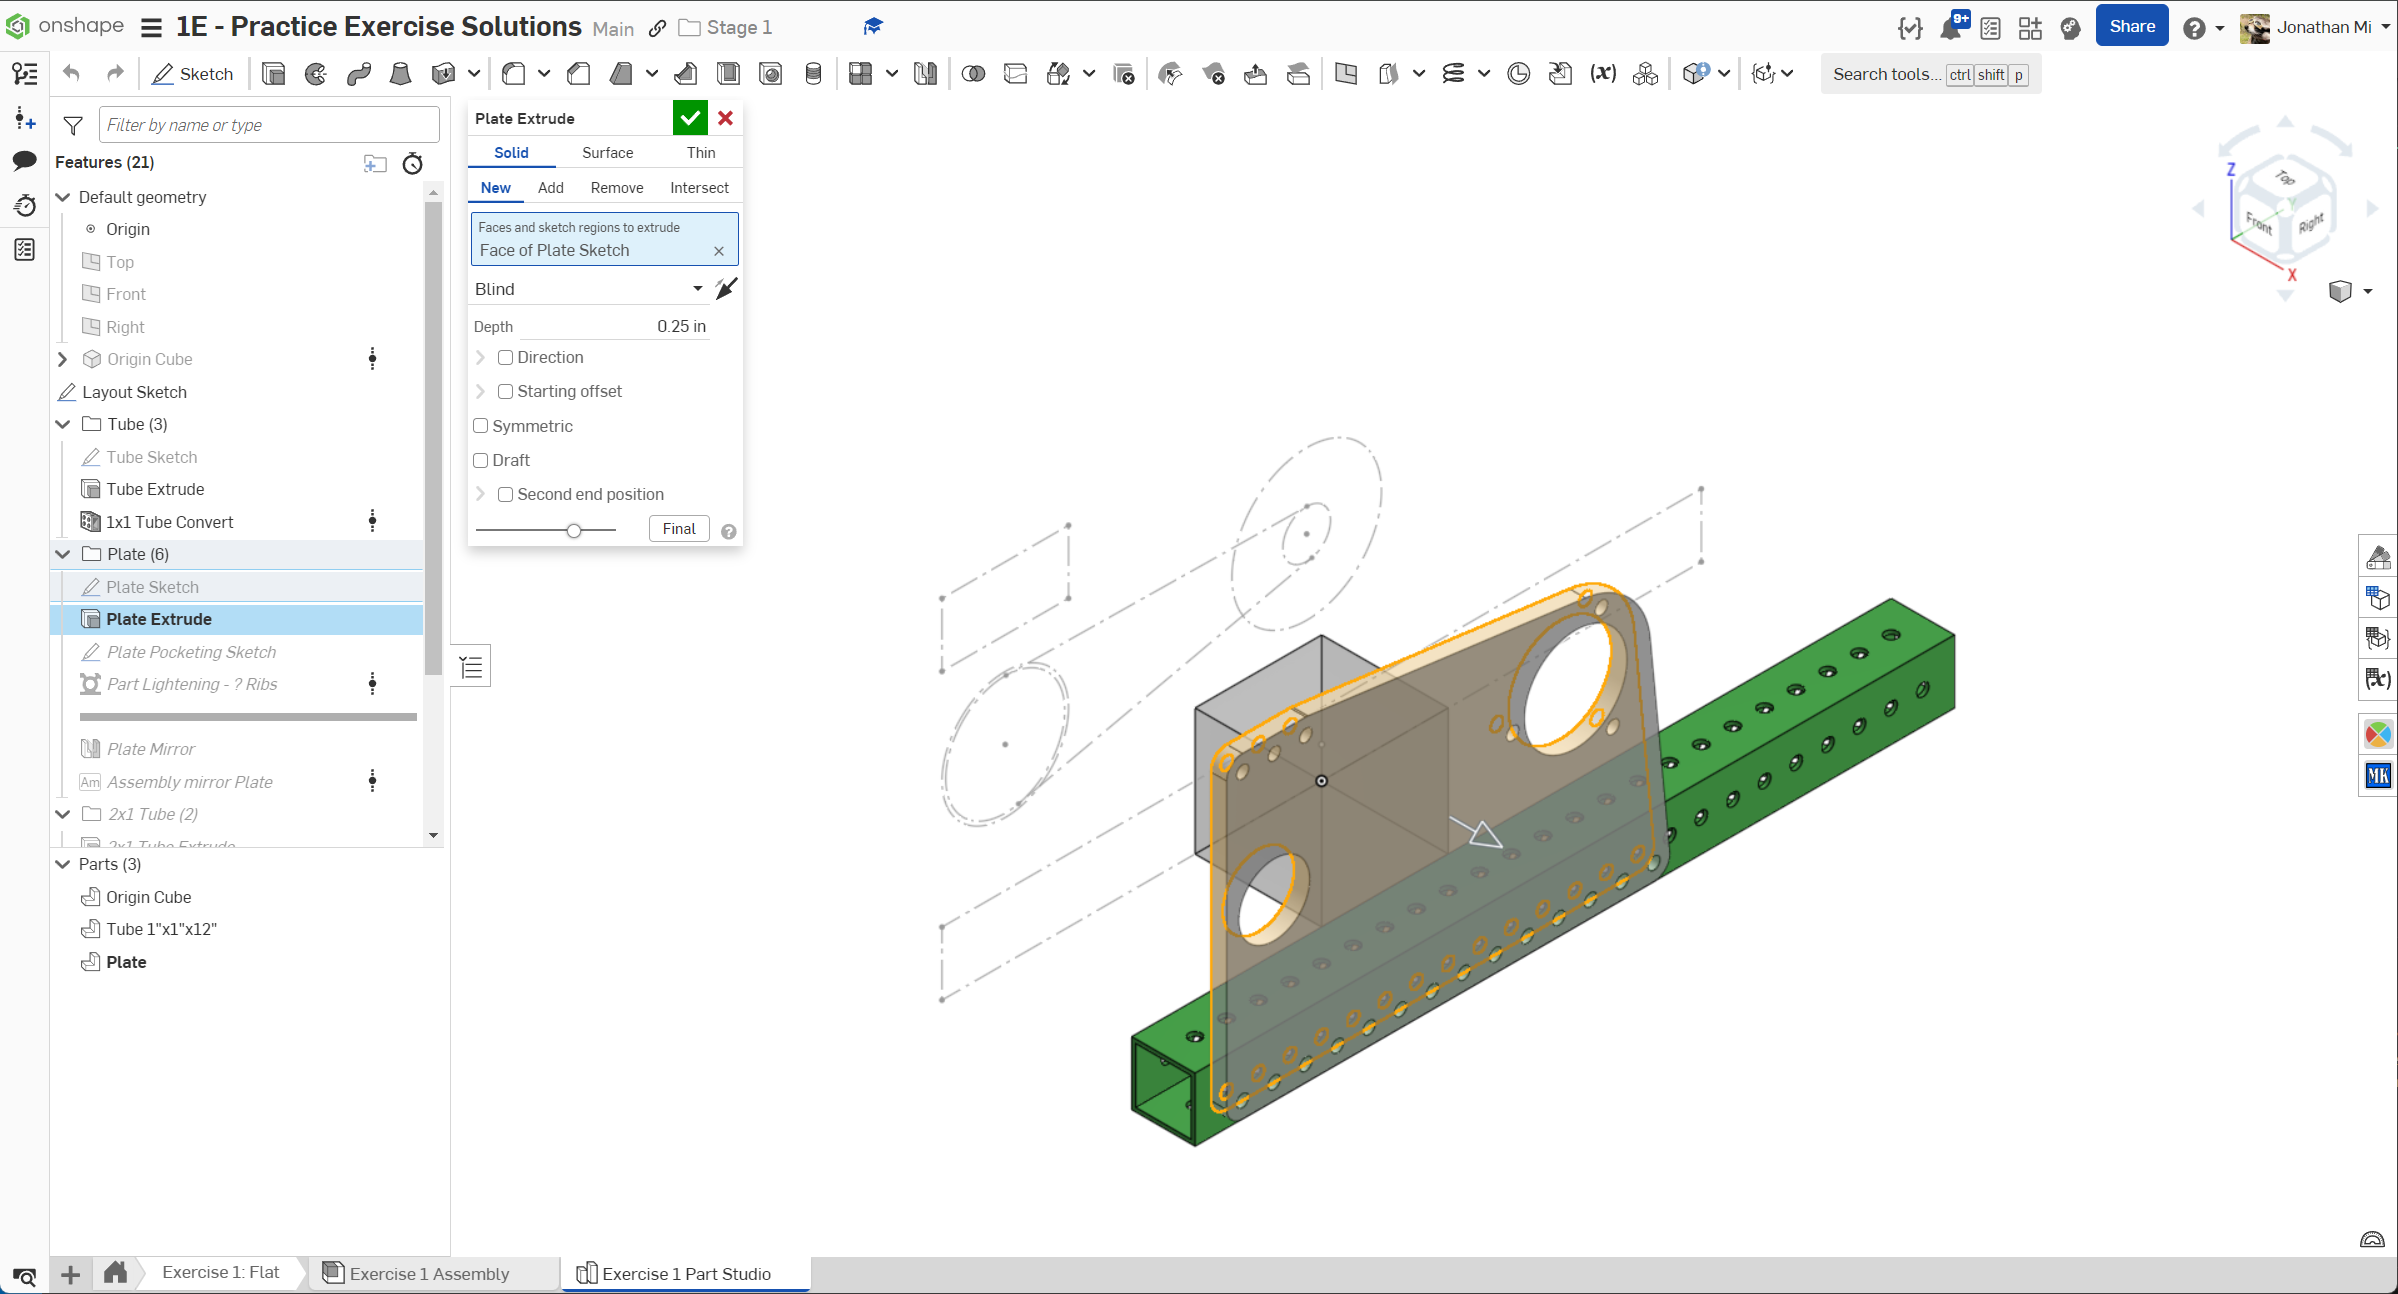 onshape 1E - Practice Exercise Solutions Main Stage 1
9+ Share Jonathan Mi
Sketch
Search tools... ctrl shift p
Filter by name or type
Features (21)
Default geometry
Origin
Top
Front
Right
Origin Cube
Layout Sketch
Tube (3)
Tube Sketch
Tube Extrude
1x1 Tube Convert
Plate (6)
Plate Sketch
Plate Extrude
Plate Pocketing Sketch
Part Lightening - ? Ribs
Plate Mirror
Am Assembly mirror Plate
2x1 Tube (2)
2x1 Tube Extrude
Parts (3)
Origin Cube
Tube 1"x1"x12"
Plate
Plate Extrude
Solid Surface Thin
New Add Remove Intersect
Faces and sketch regions to extrude
Face of Plate Sketch
Blind
Depth 0.25 in
Direction
Starting offset
Symmetric
Draft
Second end position
Final
Z
Top
Y
Front
Right
X
(x)
MK
Exercise 1: Flat
Exercise 1 Assembly
Exercise 1 Part Studio